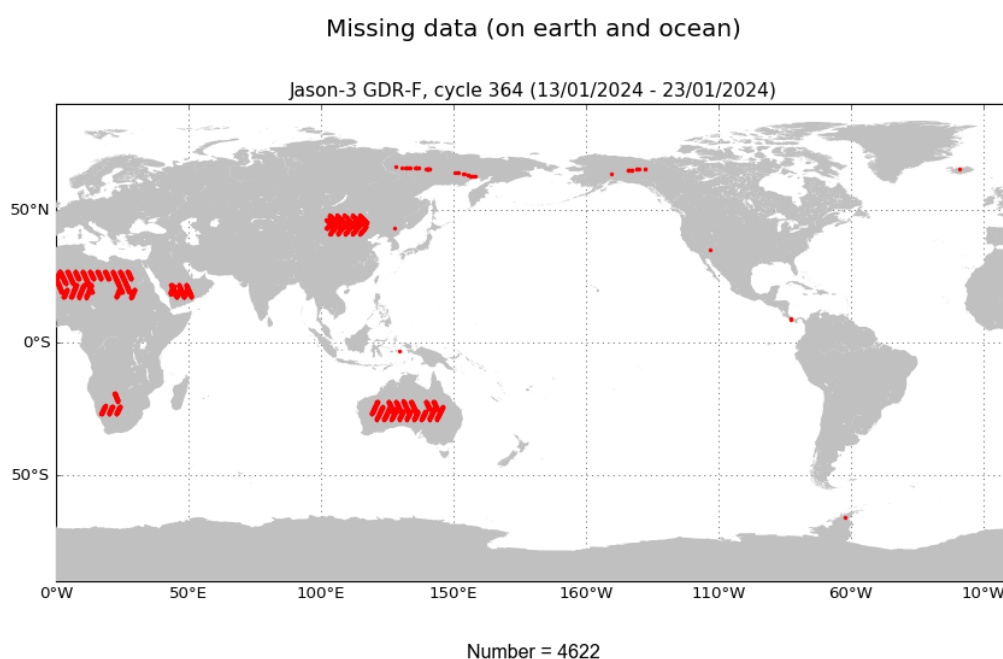 Missing data (on earth and ocean)
Jason-3 GDR-F, cycle 364 (13/01/2024 - 23/01/2024)
50°N
0°S
50°S
0°W
50°E
100°E
150°E
160°W
110°W
60°W
10°W
Number = 4622